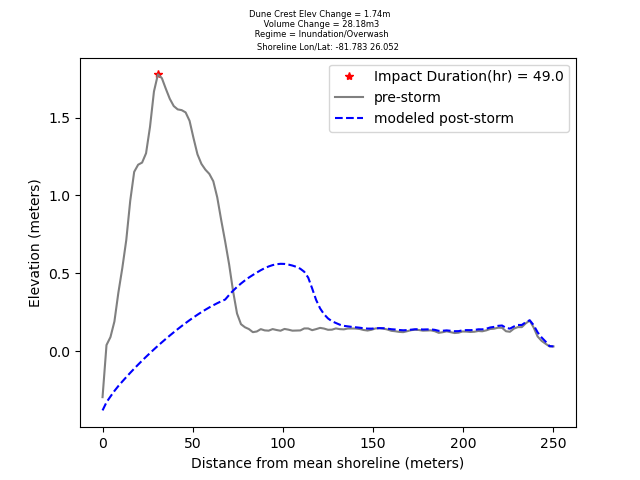 Dune Crest Elev Change = 1.74m
Volume Change = 28.18m3
Regime = Inundation/Overwash
Shoreline Lon/Lat: -81.783 26.052
Impact Duration(hr) = 49.0
pre-storm
modeled post-storm
Elevation (meters)
1.5
1.0
0.5
0.0
0 50 100 150 200 250
Distance from mean shoreline (meters)